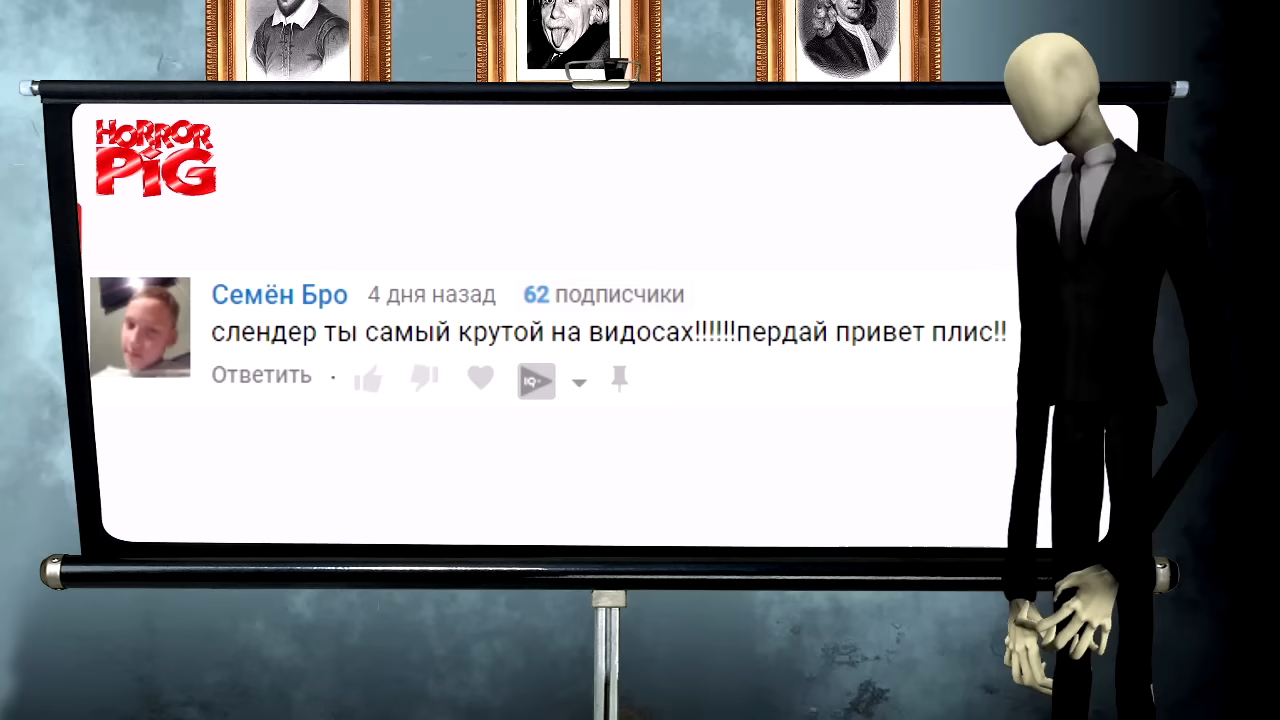 HORROR
PIG
Семён Бро 4 дня назад 62 подписчики
слендер ты самый крутой на видосах!!!!!!пердай привет плис!!
Ответить ·
IQ+